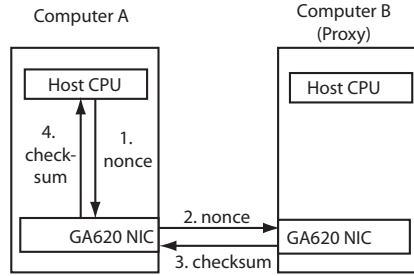 Computer A
Computer B
(Proxy)
Host CPU
Host CPU
4.
check-
sum
1.
nonce
2. nonce
GA620 NIC
GA620 NIC
3. checksum